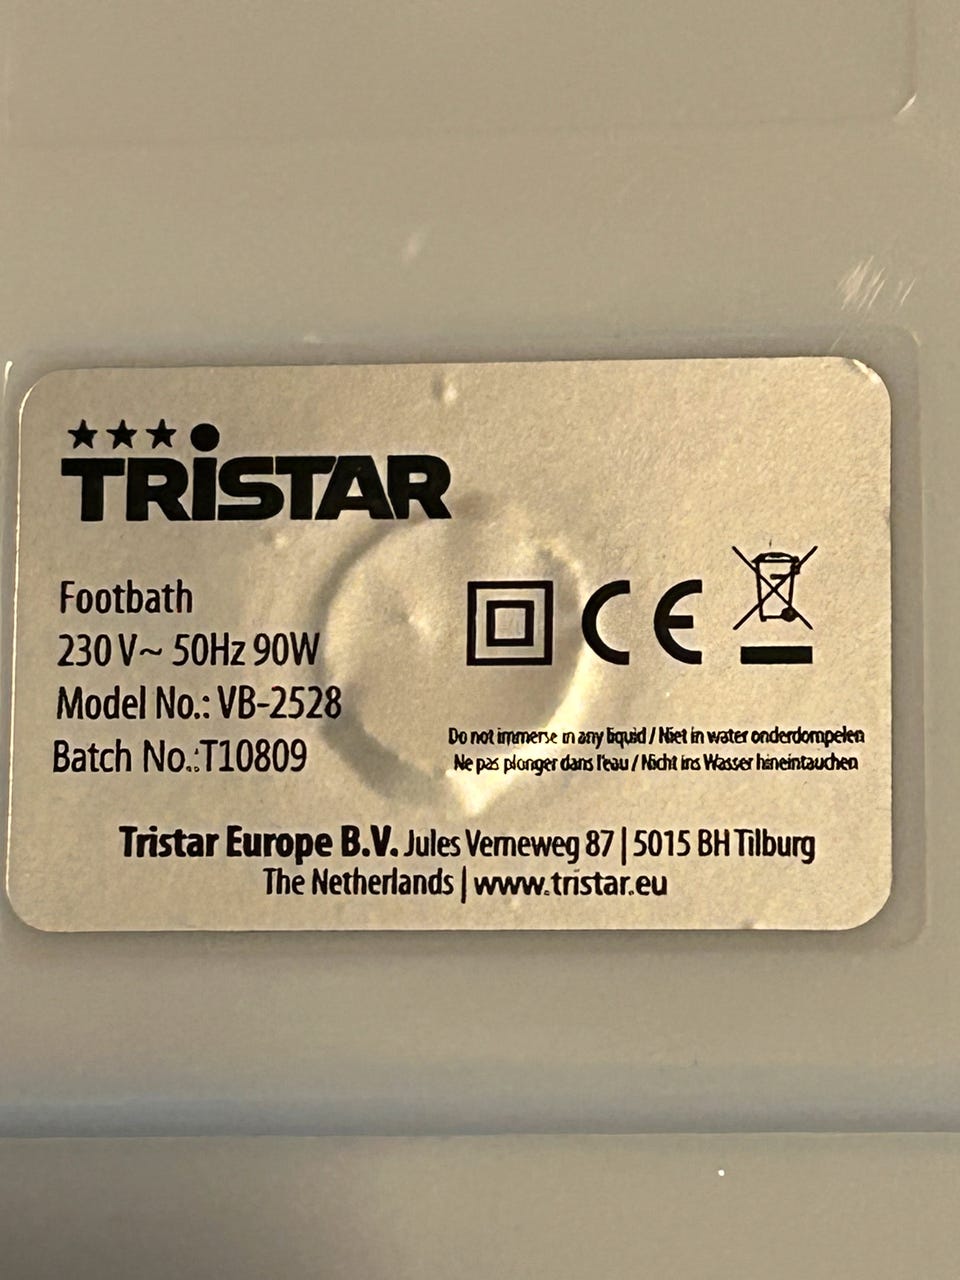 TRiSTAR
Footbath
230 V~ 50Hz 90W
Model No.: VB-2528
Batch No.:T10809
CE
Do not immerse in any liquid / Niet in water onderdompelen
Ne pas plonger dans l'eau / Nicht ins Wasser hineintauchen
Tristar Europe B.V. Jules Verneweg 87 | 5015 BH Tilburg
The Netherlands | www.tristar.eu